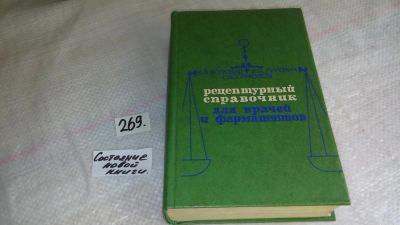 рецептурный
справочник
для врачей
и фармацевтов
269.
Состояние
новой
книги.